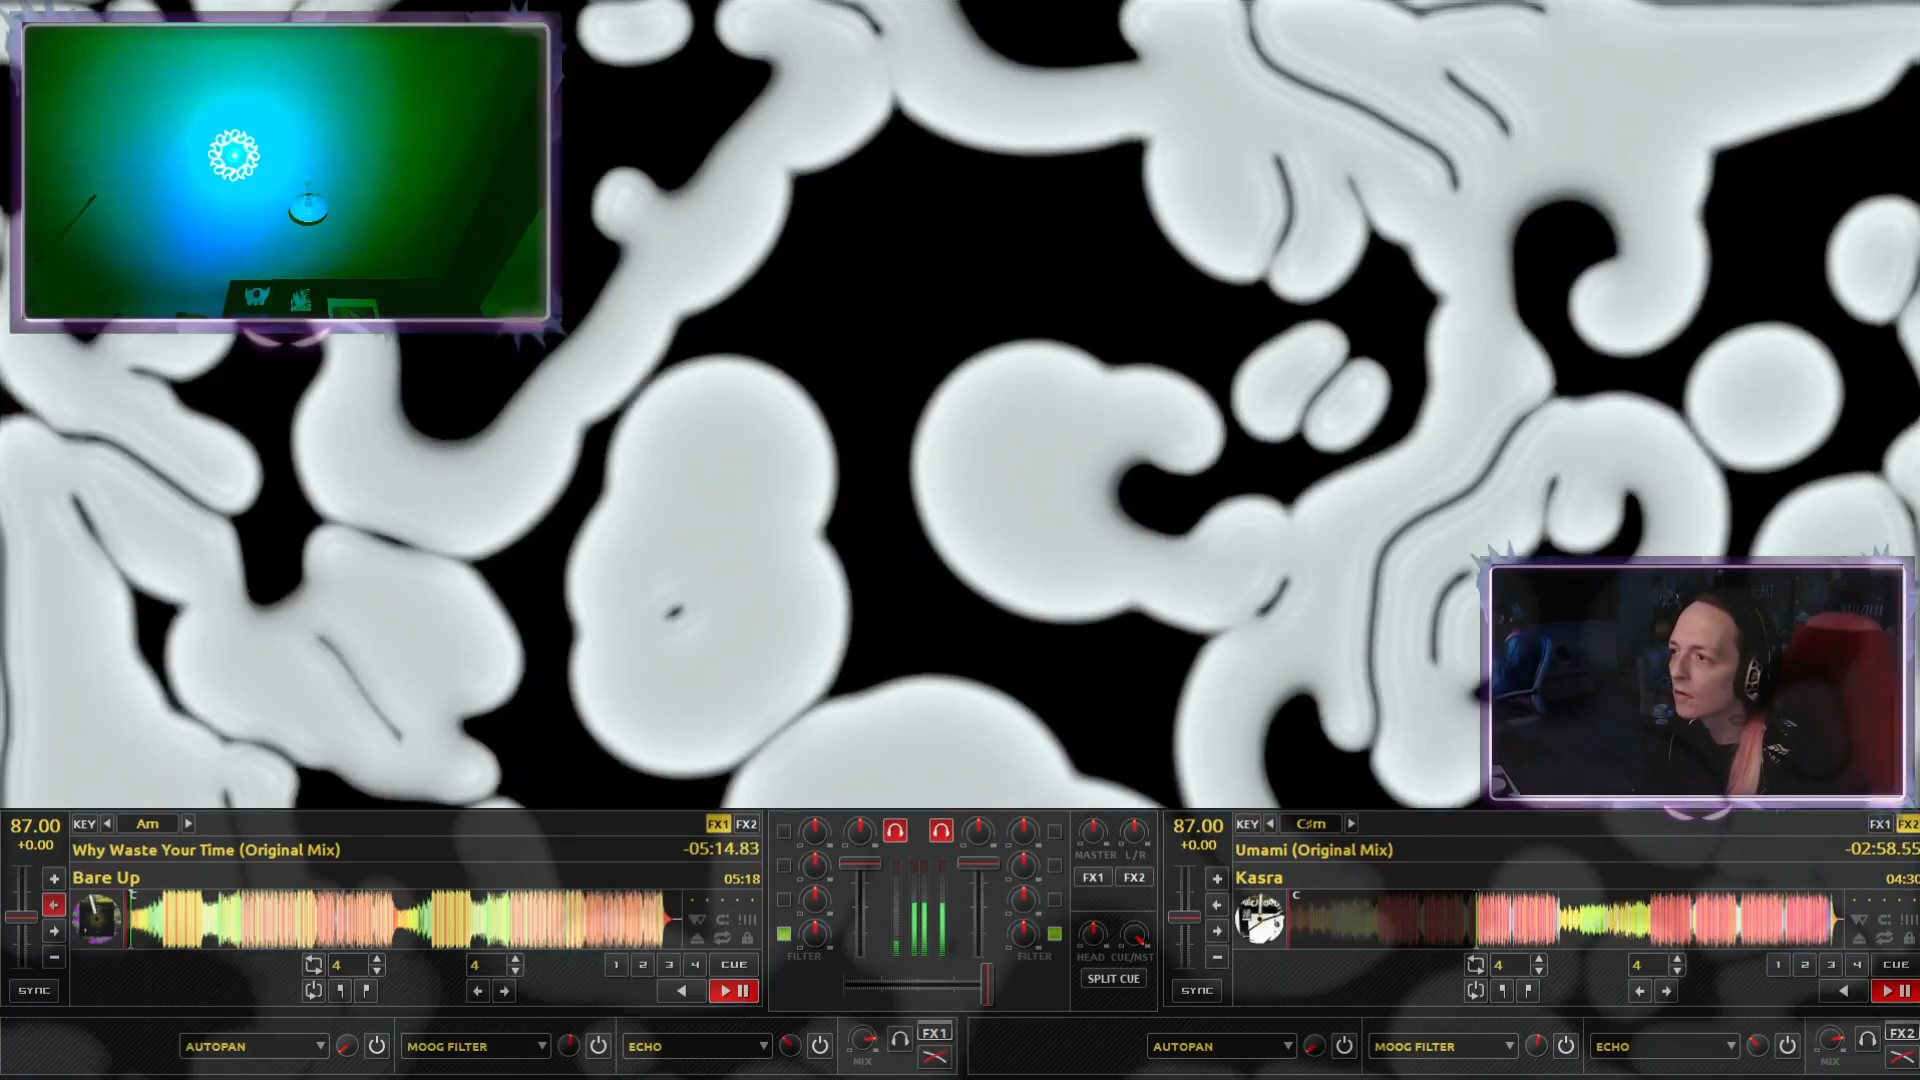 87.00
+0.00
KEY
Am
FX1 FX2
Why Waste Your Time (Original Mix)
-05:14.83
Bare Up
05:18
C
4
4
1 2 3 4 CUE
SYNC
FILTER
FILTER
MASTER L/R
FX1 FX2
HEAD CUE/MST
SPLIT CUE
87.00
+0.00
KEY
C♯m
FX1 FX2
Umami (Original Mix)
-02:58.55
Kasra
04:30
C
4
4
1 2 3 4 CUE
SYNC
AUTOPAN
MOOG FILTER
ECHO
MIX
FX1
AUTOPAN
MOOG FILTER
ECHO
MIX
FX2